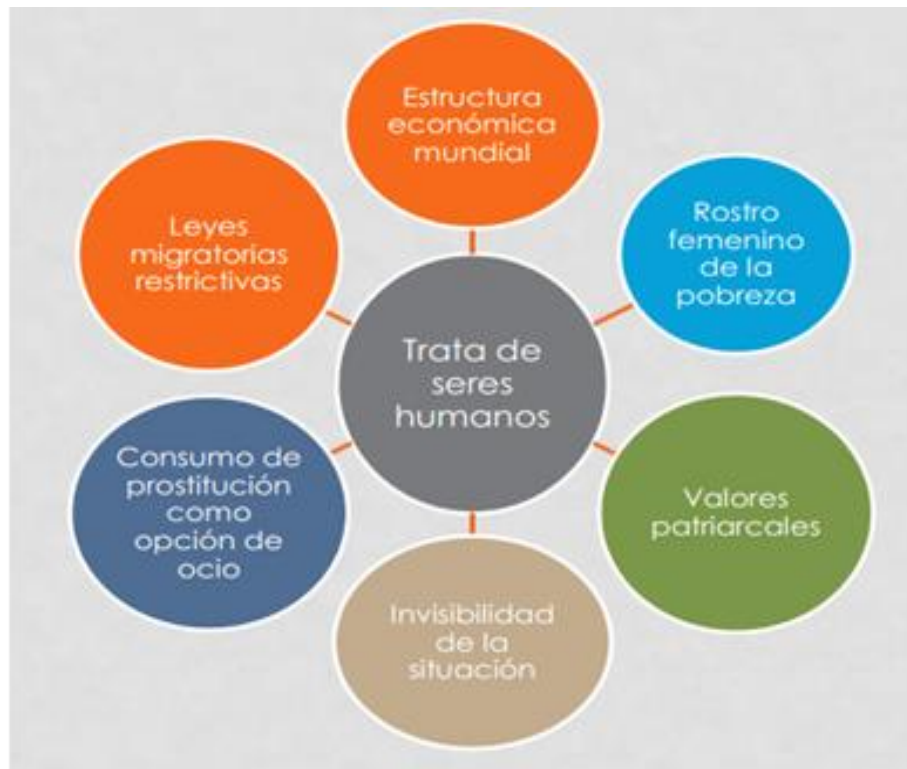 Estructura
económica
mundial
Rostro
femenino
de la
pobreza
Valores
patriarcales
Invisibilidad
de la
situación
Consumo de
prostitución
como
opción de
ocio
Leyes
migratorias
restrictivas
Trata de
seres
humanos